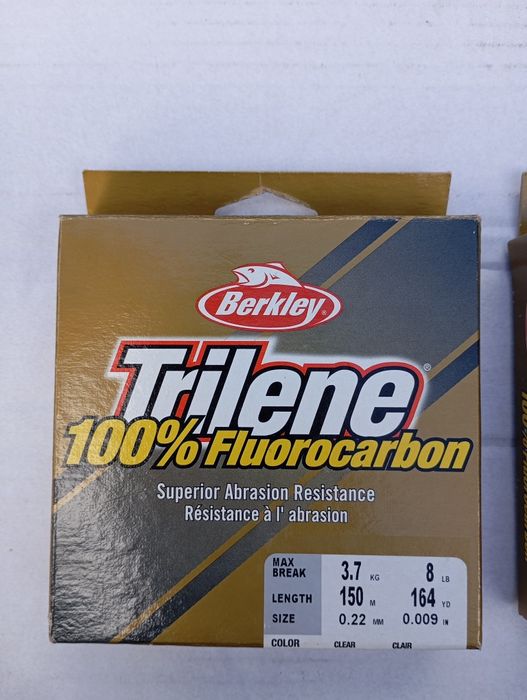 Berkley®
Trilene®
100% Fluorocarbon
Superior Abrasion Resistance
Résistance à l' abrasion
MAX BREAK 3.7 KG 8 LB
LENGTH 150 M 164 YD
SIZE 0.22 MM 0.009 IN
COLOR CLEAR CLAIR